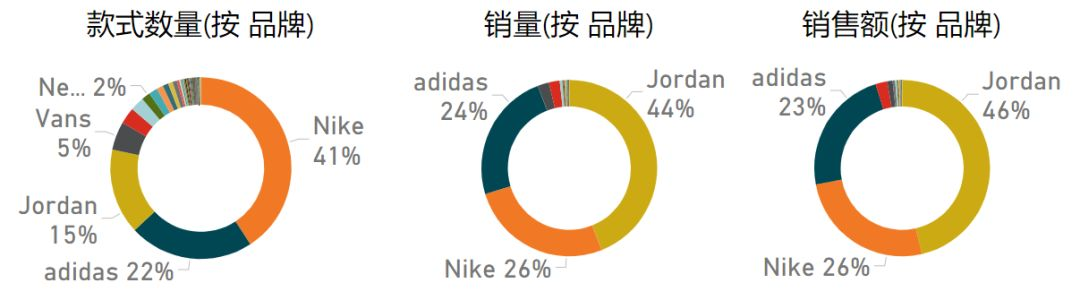 款式数量(按 品牌)
Ne... 2%
Vans
5%
Nike
41%
Jordan
15%
adidas 22%
销量(按 品牌)
adidas
24%
Jordan
44%
Nike 26%
销售额(按 品牌)
adidas
23%
Jordan
46%
Nike 26%